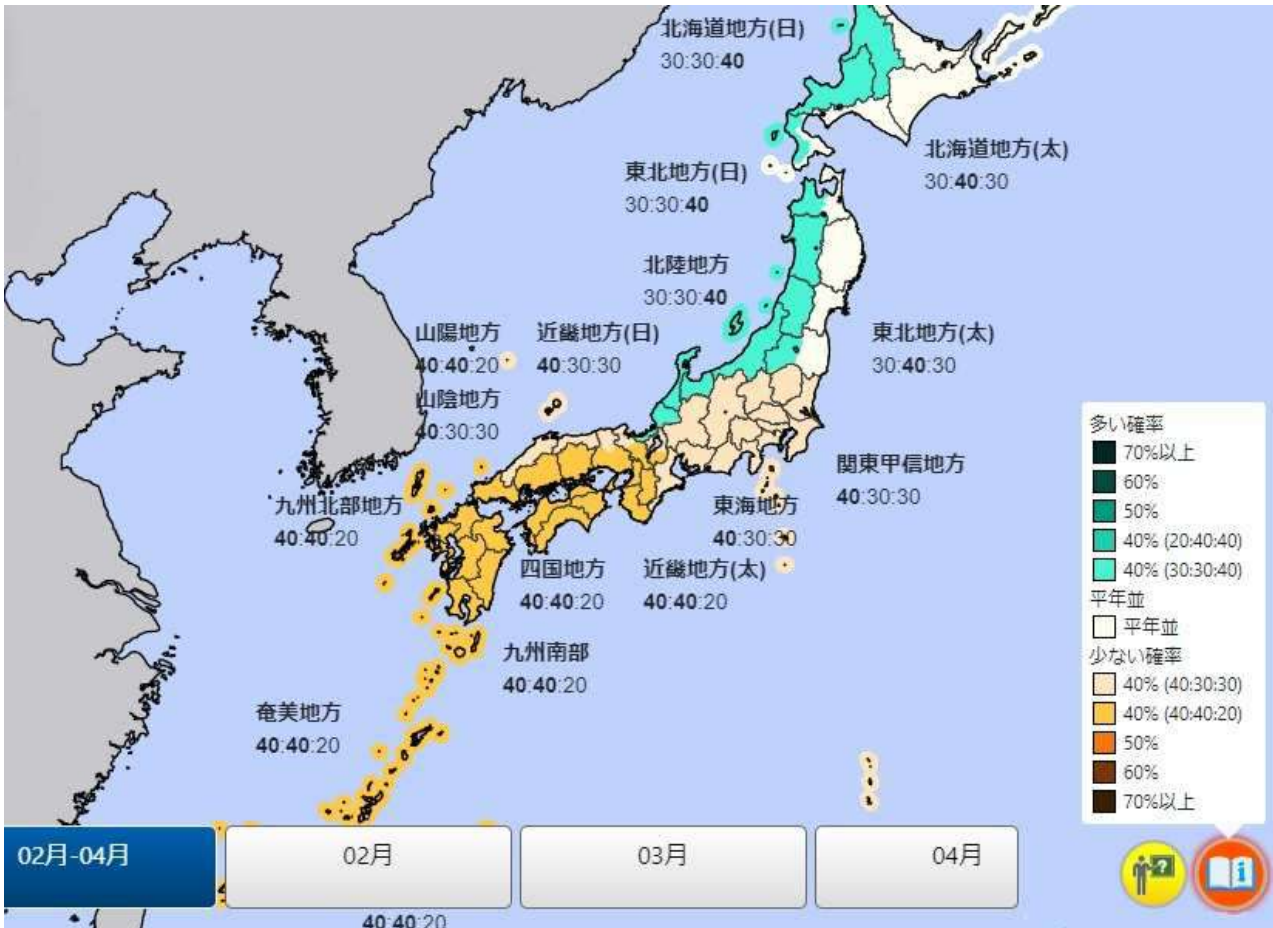 北海道地方(日)
30:30:40
北海道地方(太)
30:40:30
東北地方(日)
30:30:40
北陸地方
30:30:40
山陽地方
40:40:20
近畿地方(日)
40:30:30
東北地方(太)
30:40:30
山陰地方
40:30:30
関東甲信地方
40:30:30
九州北部地方
40:40:20
東海地方
40:30:30
四国地方
40:40:20
近畿地方(太)
40:40:20
九州南部
40:40:20
奄美地方
40:40:20
40:40:20
多い確率
70%以上
60%
50%
40% (20:40:40)
40% (30:30:40)
平年並
平年並
少ない確率
40% (40:30:30)
40% (40:40:20)
50%
60%
70%以上
02月-04月
02月
03月
04月
?
i